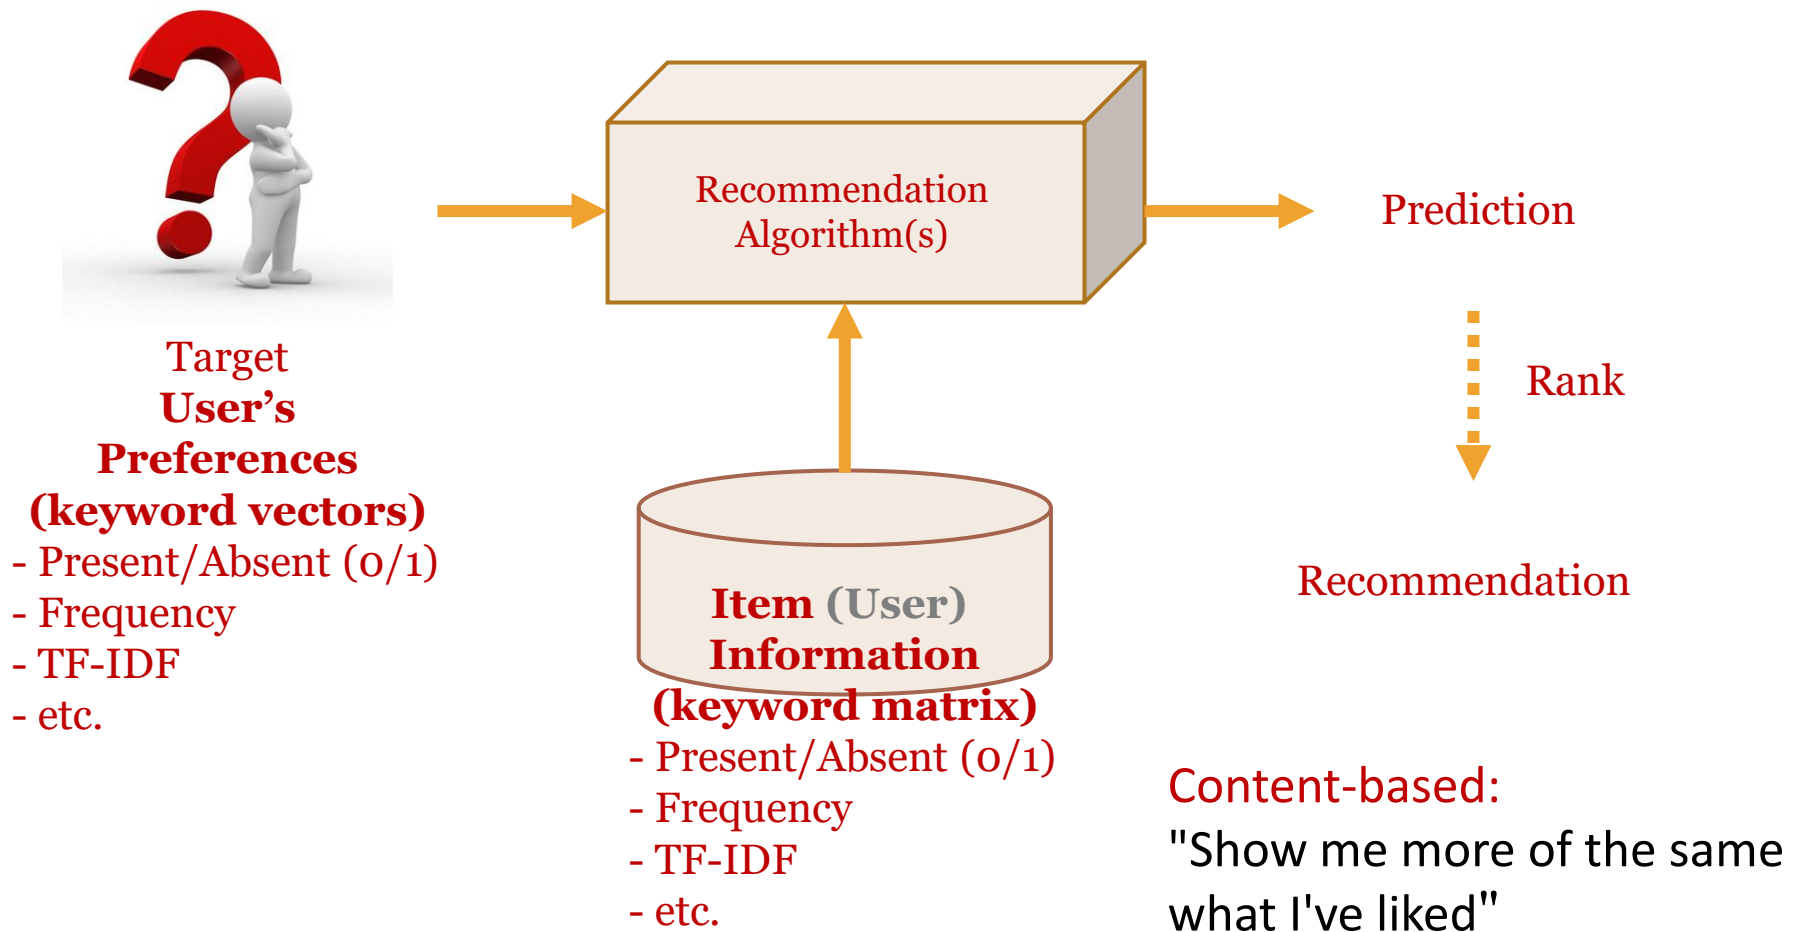 Target
User’s
Preferences
(keyword vectors)
- Present/Absent (0/1)
- Frequency
- TF-IDF
- etc.
Recommendation
Algorithm(s)
Item (User)
Information
(keyword matrix)
- Present/Absent (0/1)
- Frequency
- TF-IDF
- etc.
Prediction
Rank
Recommendation
Content-based:
"Show me more of the same
what I've liked"